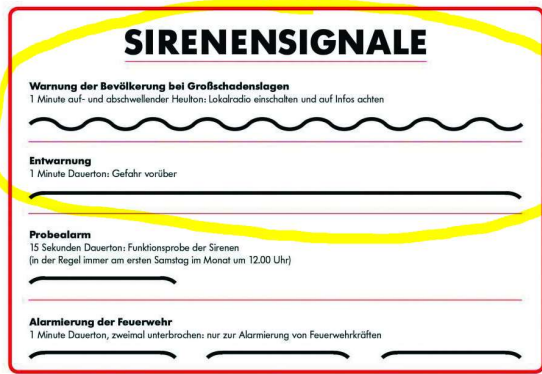 SIRENENSIGNALE
Warnung der Bevölkerung bei Großschadenslagen
1 Minute auf- und abschwellender Heulton: Lokalradio einschalten und auf Infos achten
Entwarnung
1 Minute Dauerton: Gefahr vorüber
Probealarm
15 Sekunden Dauerton: Funktionsprobe der Sirenen
(in der Regel immer am ersten Samstag im Monat um 12.00 Uhr)
Alarmierung der Feuerwehr
1 Minute Dauerton, zweimal unterbrochen: nur zur Alarmierung von Feuerwehrkräften